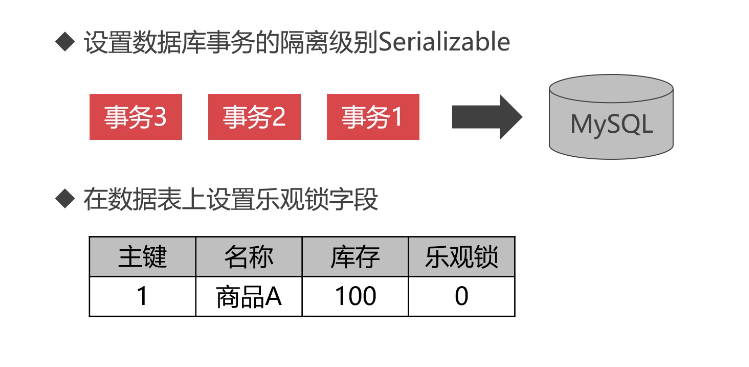 ◆ 设置数据库事务的隔离级别Serializable
事务3 事务2 事务1 MySQL
◆ 在数据表上设置乐观锁字段
主键 名称 库存 乐观锁
1 商品A 100 0